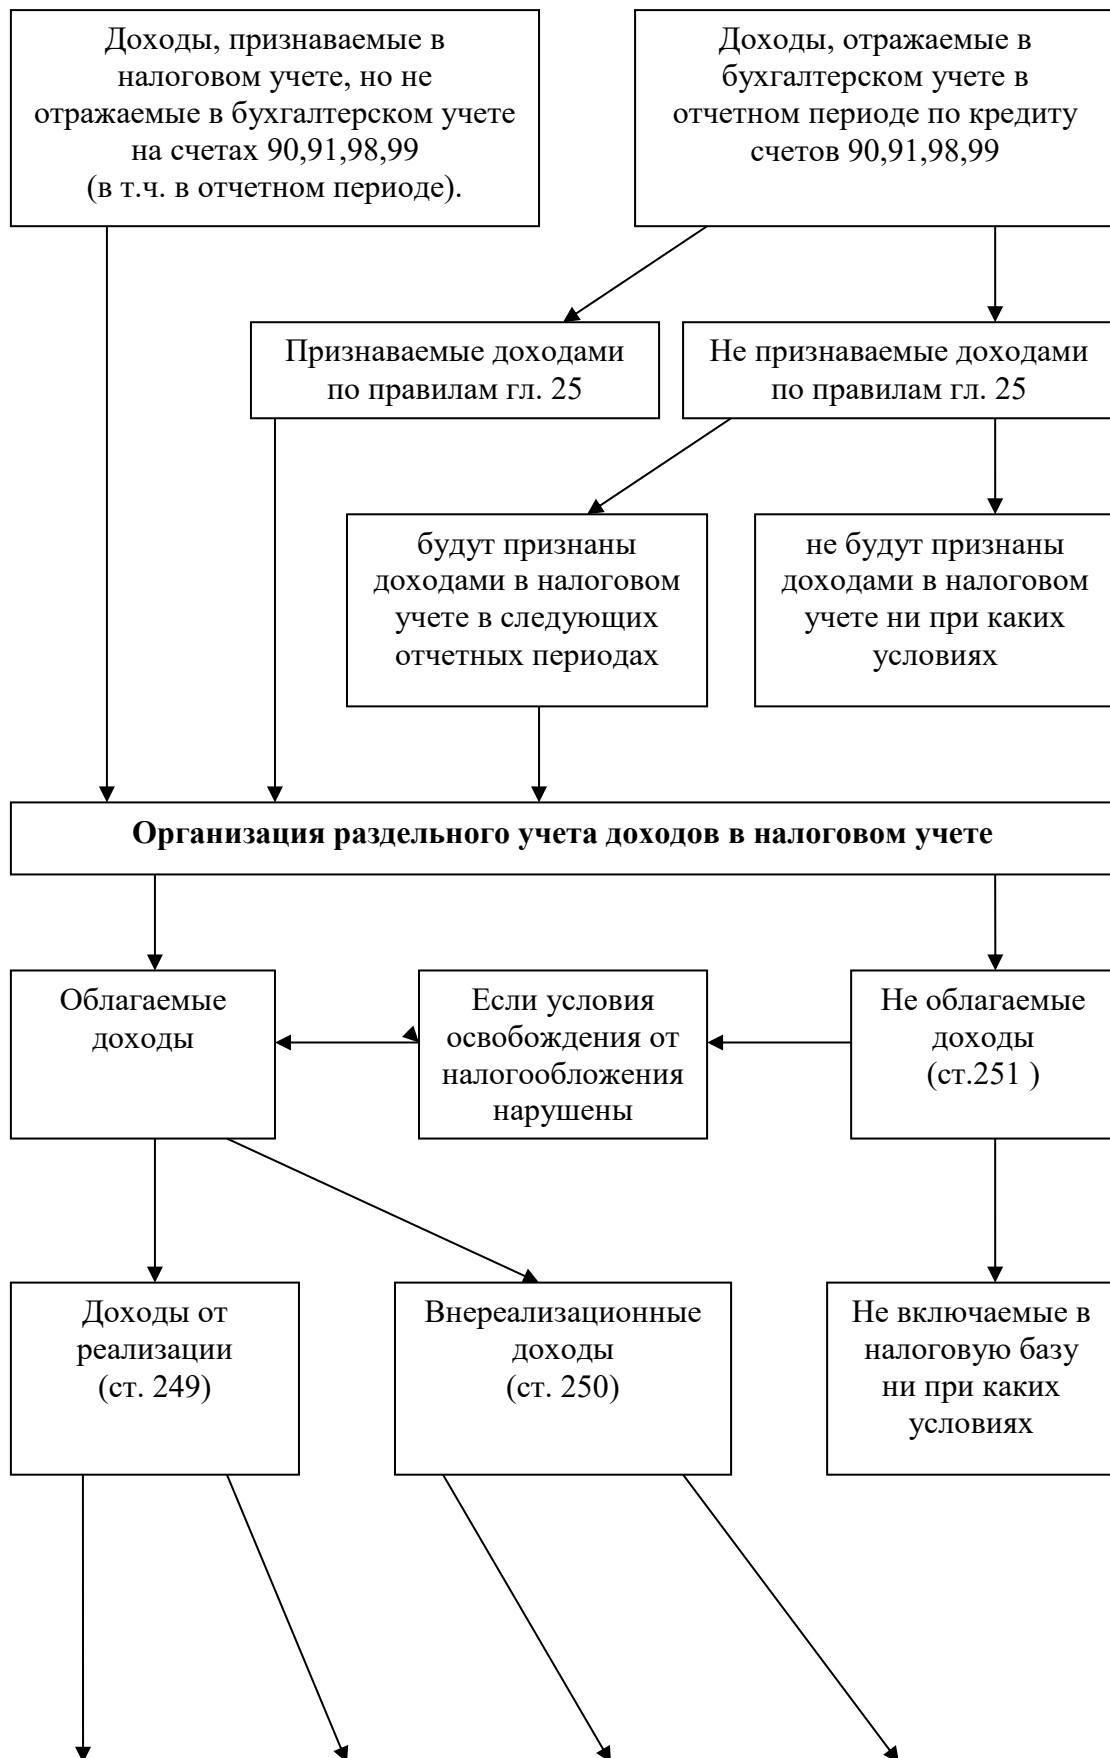 Доходы, признаваемые в
налоговом учете, но не
отражаемые в бухгалтерском учете
на счетах 90,91,98,99
(в т.ч. в отчетном периоде).
Доходы, отражаемые в
бухгалтерском учете в
отчетном периоде по кредиту
счетов 90,91,98,99
Признаваемые доходами
по правилам гл. 25
Не признаваемые доходами
по правилам гл. 25
будут признаны
доходами в налоговом
учете в следующих
отчетных периодах
не будут признаны
доходами в налоговом
учете ни при каких
условиях
Организация раздельного учета доходов в налоговом учете
Облагаемые
доходы
Если условия
освобождения от
налогообложения
нарушены
Не облагаемые
доходы
(ст.251 )
Доходы от
реализации
(ст. 249)
Внереализационные
доходы
(ст. 250)
Не включаемые в
налоговую базу
ни при каких
условиях